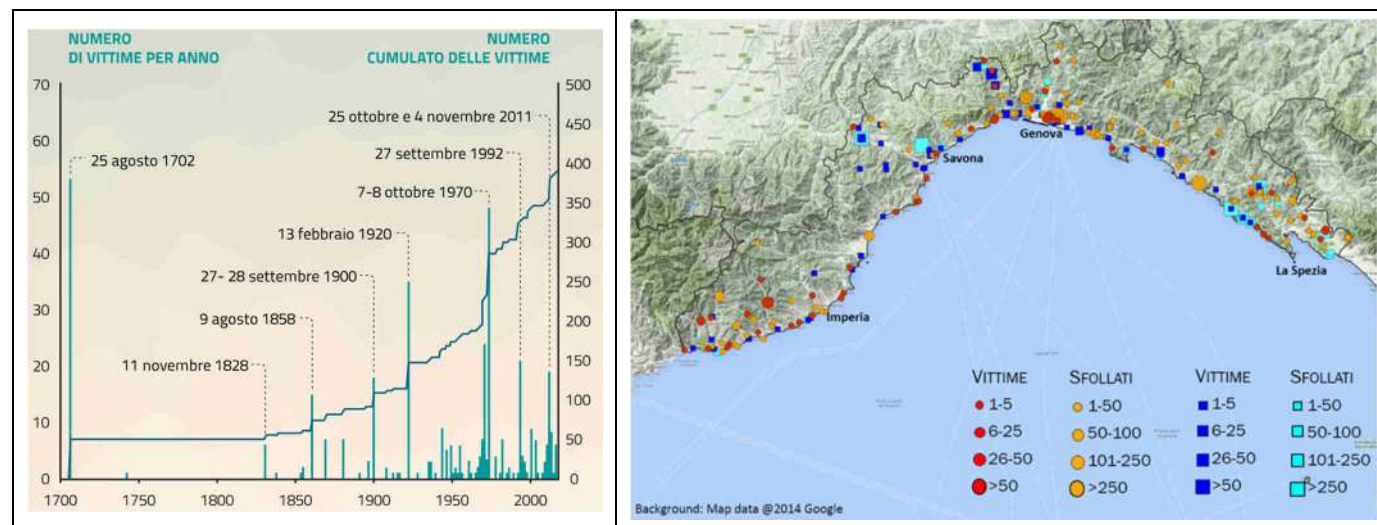 NUMERO
DI VITTIME PER ANNO
NUMERO
CUMULATO DELLE VITTIME
70
60
50
40
30
20
10
0
500
450
400
350
300
250
200
150
100
50
0
25 ottobre e 4 novembre 2011
25 agosto 1702
27 settembre 1992
7-8 ottobre 1970
13 febbraio 1920
27- 28 settembre 1900
9 agosto 1858
11 novembre 1828
1700
1750
1800
1850
1900
1950
2000
Genova
Savona
La Spezia
Imperia
VITTIME
1-5
6-25
26-50
>50
SFOLLATI
1-50
50-100
101-250
>250
VITTIME
1-5
6-25
26-50
>50
SFOLLATI
1-50
50-100
101-250
>250
Background: Map data @2014 Google